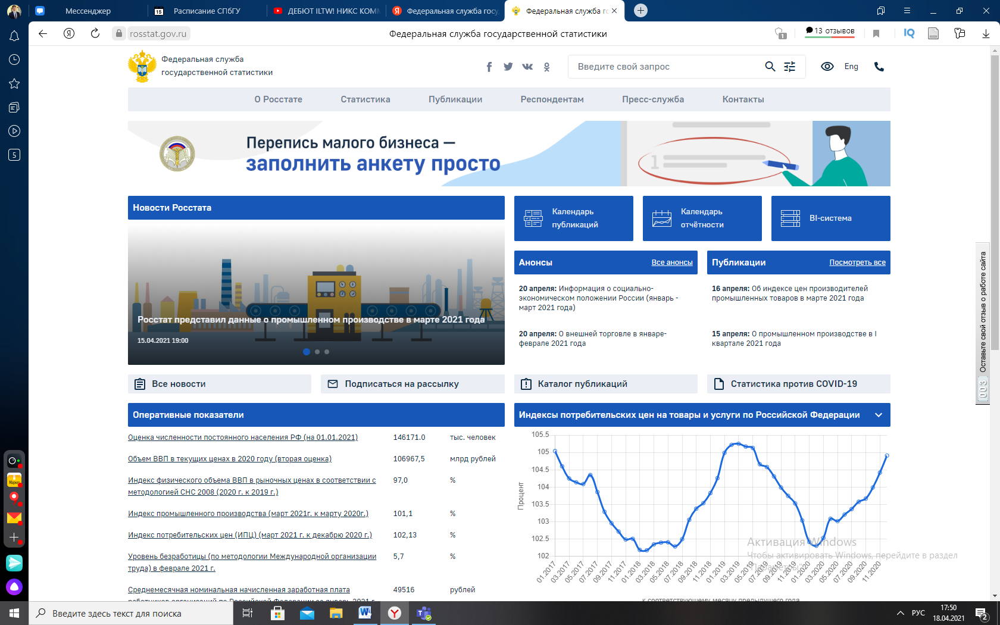 Мессенджер
15
Расписание СПбГУ
ДЕБЮТ ILTW! НИКС КОМ
Федеральная служба госу
Федеральная служба гс
rosstat.gov.ru
Федеральная служба государственной статистики
1
13 отзывов
IQ
5
Федеральная служба
государственной статистики
Введите свой запрос
Eng
О Росстате
Статистика
Публикации
Респондентам
Пресс-служба
Контакты
Перепись малого бизнеса —
заполнить анкету просто
1
Новости Росстата
Росстат представил данные о промышленном производстве в марте 2021 года
15.04.2021 19:00
Календарь
публикаций
Календарь
отчётности
BI-система
Анонсы
Все анонсы
20 апреля: Информация о социально-
экономическом положении России (январь -
март 2021 года)
20 апреля: О внешней торговле в январе-
феврале 2021 года
Публикации
Посмотреть все
16 апреля: Об индексе цен производителей
промышленных товаров в марте 2021 года
15 апреля: О промышленном производстве в I
квартале 2021 года
Оставьте свой отзыв о работе сайта
003
Все новости
Подписаться на рассылку
Каталог публикаций
Статистика против COVID-19
Оперативные показатели
Оценка численности постоянного населения РФ (на 01.01.2021)
146171.0
тыс. человек
Объем ВВП в текущих ценах в 2020 году (вторая оценка)
106967,5
млрд рублей
Индекс физического объема ВВП в рыночных ценах в соответствии с
методологией СНС 2008 (2020 г. к 2019 г.)
97,0
%
Индекс промышленного производства (март 2021г. к марту 2020г.)
101,1
%
Индекс потребительских цен (ИПЦ) (март 2021 г. к декабрю 2020 г.)
102,13
%
Уровень безработицы (по методологии Международной организации
труда) в феврале 2021 г.
5,7
%
Среднемесячная номинальная начисленная заработная плата
работников организаций по Российской Федерации за январь 2021 г.
49516
рублей
Индексы потребительских цен на товары и услуги по Российской Федерации
Процент
105.5
105
104.5
104
103.5
103
102.5
102
01.2017
03.2017
05.2017
07.2017
09.2017
11.2017
01.2018
03.2018
05.2018
07.2018
09.2018
11.2018
01.2019
03.2019
05.2019
07.2019
09.2019
11.2019
01.2020
03.2020
05.2020
07.2020
09.2020
11.2020
к соответствующему месяцу предыдущего года
Активация Windows
Чтобы активировать Windows, перейдите в раздел
"Параметры".
Маркет
Введите здесь текст для поиска
РУС
17:50
18.04.2021
2